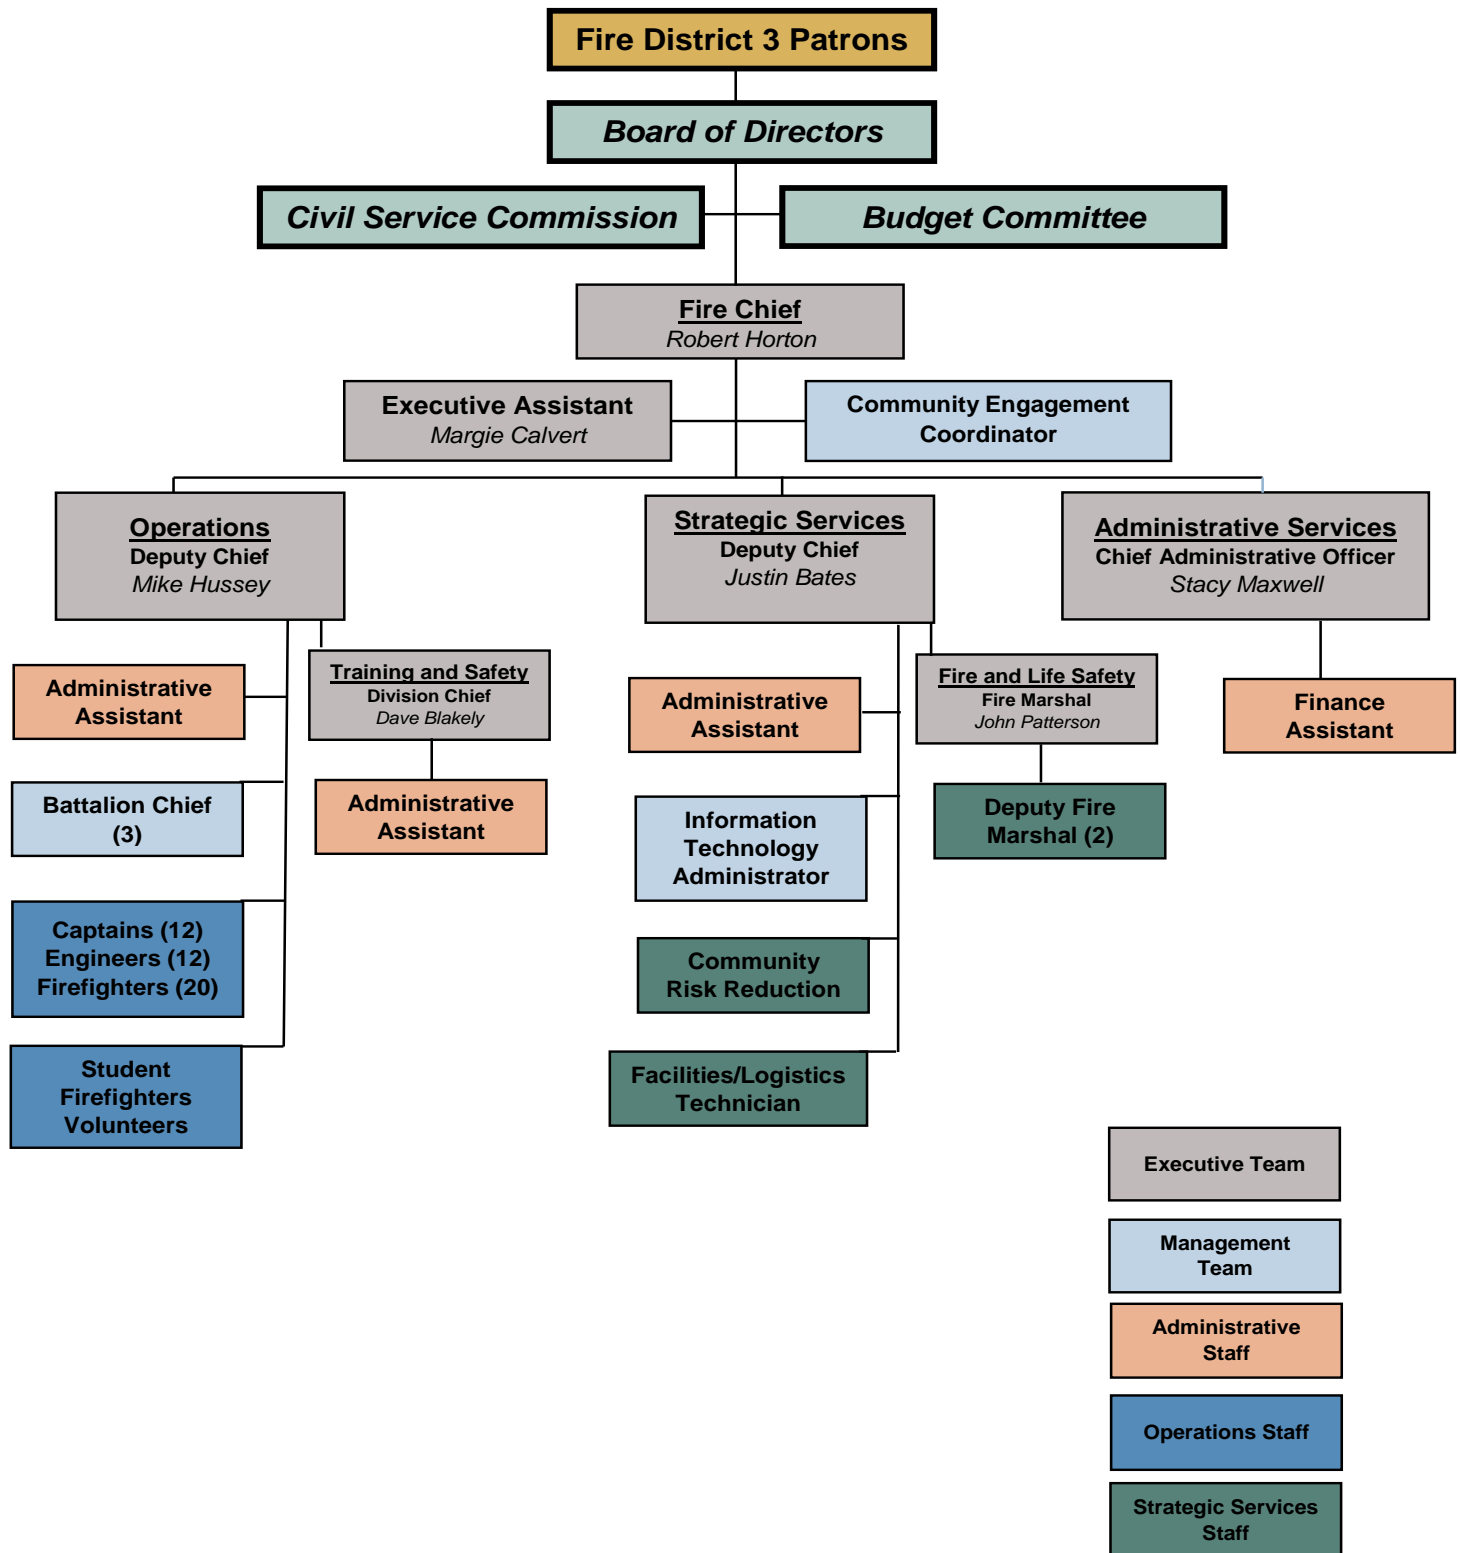 Fire District 3 Patrons
Board of Directors
Civil Service Commission
Budget Committee
Fire Chief
Robert Horton
Executive Assistant
Margie Calvert
Community Engagement
Coordinator
Operations
Deputy Chief
Mike Hussey
Strategic Services
Deputy Chief
Justin Bates
Administrative Services
Chief Administrative Officer
Stacy Maxwell
Administrative
Assistant
Training and Safety
Division Chief
Dave Blakely
Administrative
Assistant
Fire and Life Safety
Fire Marshal
John Patterson
Finance
Assistant
Battalion Chief
(3)
Administrative
Assistant
Information
Technology
Administrator
Deputy Fire
Marshal (2)
Captains (12)
Engineers (12)
Firefighters (20)
Community
Risk Reduction
Student
Firefighters
Volunteers
Facilities/Logistics
Technician
Executive Team
Management
Team
Administrative
Staff
Operations Staff
Strategic Services
Staff